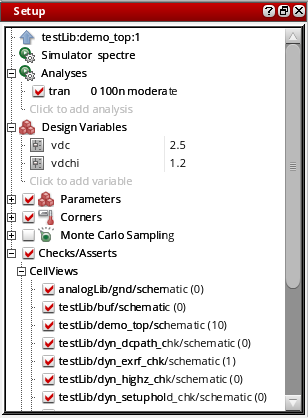 Setup
testLib:demo_top:1
Simulator spectre
Analyses
tran 0 100n moderate
Click to add analysis
Design Variables
vdc 2.5
vdchi 1.2
Click to add variable
Parameters
Corners
Monte Carlo Sampling
Checks/Asserts
CellViews
analogLib/gnd/schematic (0)
testLib/buf/schematic (0)
testLib/demo_top/schematic (10)
testLib/dyn_dcpath_chk/schematic (0)
testLib/dyn_exrf_chk/schematic (1)
testLib/dyn_highz_chk/schematic (0)
testLib/dyn_setuphold_chk/schematic (0)